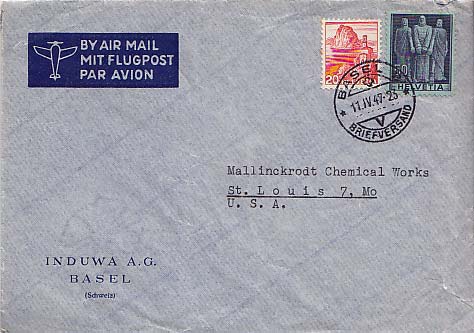 BY AIR MAIL
MIT FLUGPOST
PAR AVION
20
HELVETIA
BASEL
11.IV.47-23
V
BRIEFVERSAND
Mallinckrodt Chemical Works
St. Louis 7, Mo
U. S. A.
INDUWA A.G.
BASEL
(Schweiz)